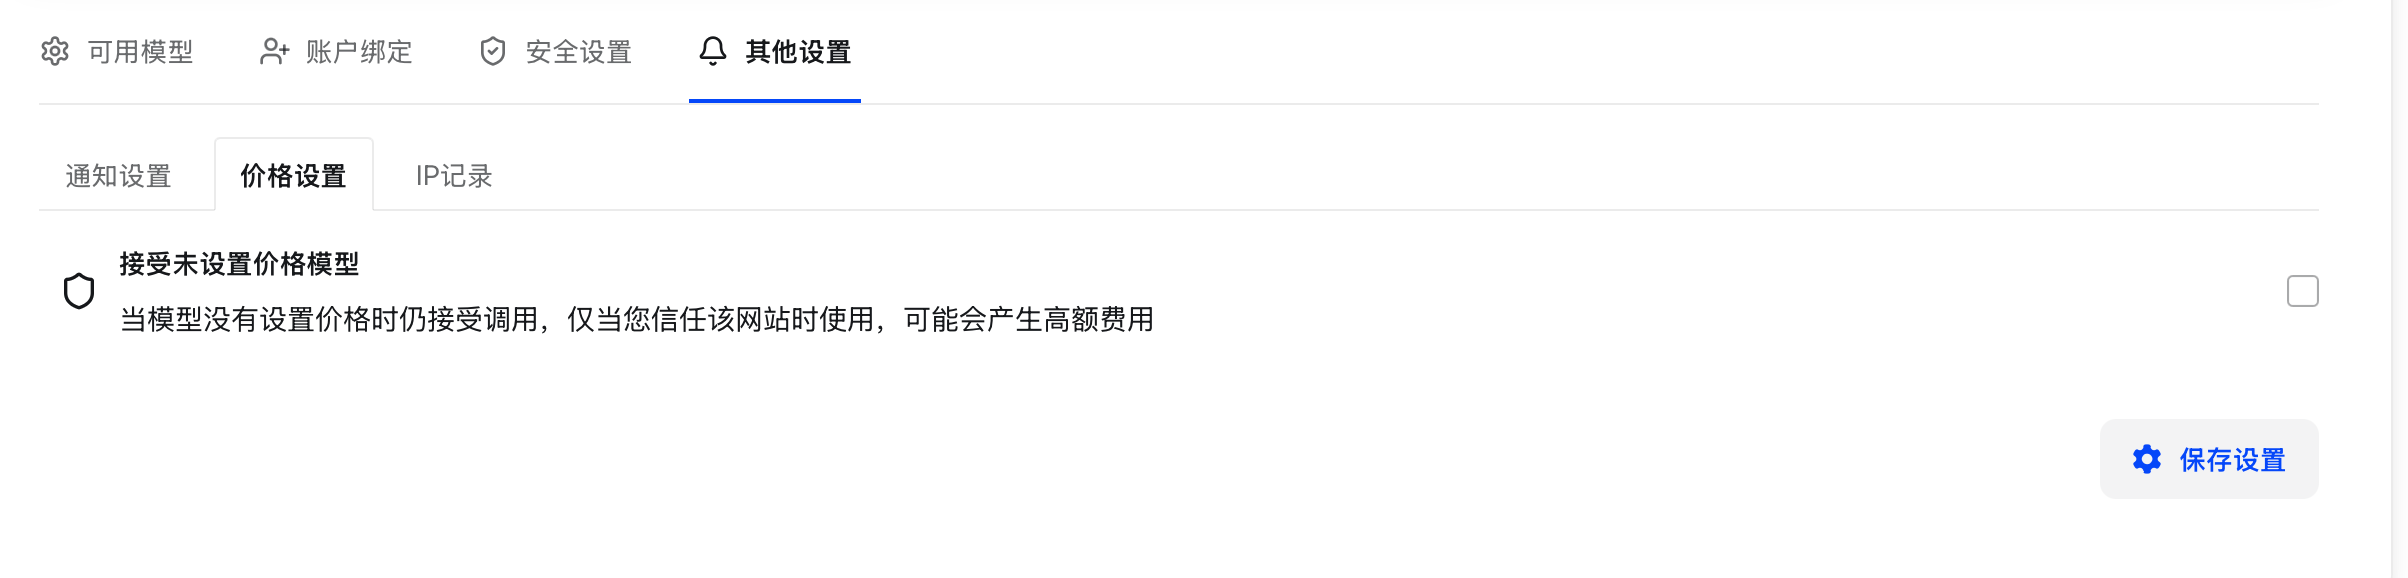 可用模型 账户绑定 安全设置 其他设置
通知设置 价格设置 IP记录
接受未设置价格模型
当模型没有设置价格时仍接受调用，仅当您信任该网站时使用，可能会产生高额费用
保存设置